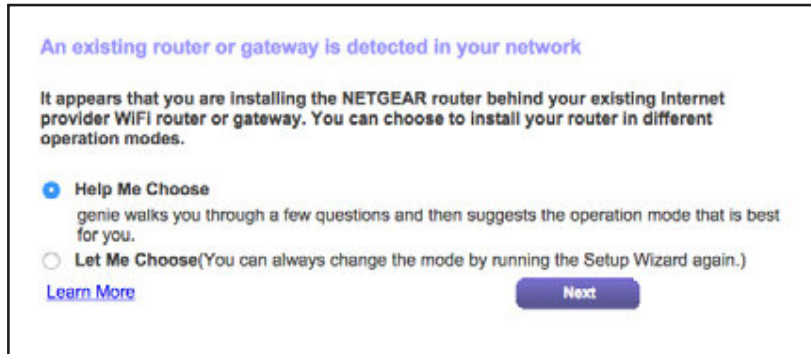 An existing router or gateway is detected in your network
It appears that you are installing the NETGEAR router behind your existing Internet
provider WiFi router or gateway. You can choose to install your router in different
operation modes.
Help Me Choose
genie walks you through a few questions and then suggests the operation mode that is best
for you.
Let Me Choose(You can always change the mode by running the Setup Wizard again.)
Learn More
Next